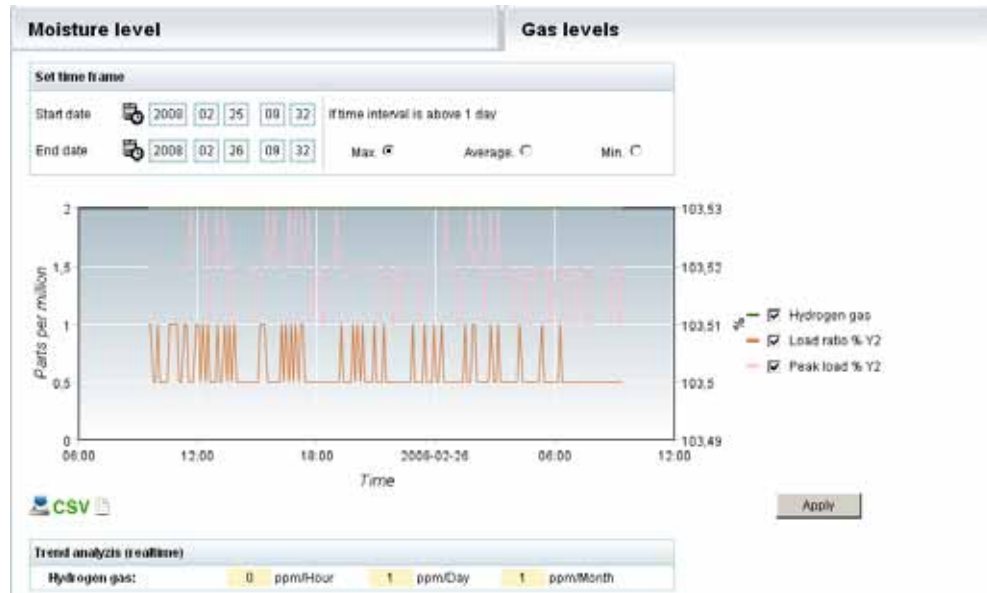 Moisture level
Gas levels
Set time frame
Start date 2008 02 25 09 32 If time interval is above 1 day
End date 2008 02 26 09 32 Max. Average. Min.
2
1,5
1
0.5
0
Parts per million
103,53
103,52
103,51
103,5
103,49
%
06:00 12:00 18:00 2008-02-26 06:00 12:00
Time
Hydrogen gas
Load ratio % Y2
Peak load % Y2
CSV
Apply
Trend analyzis (realtime)
Hydrogen gas: 0 ppm/Hour 1 ppm/Day 1 ppm/Month